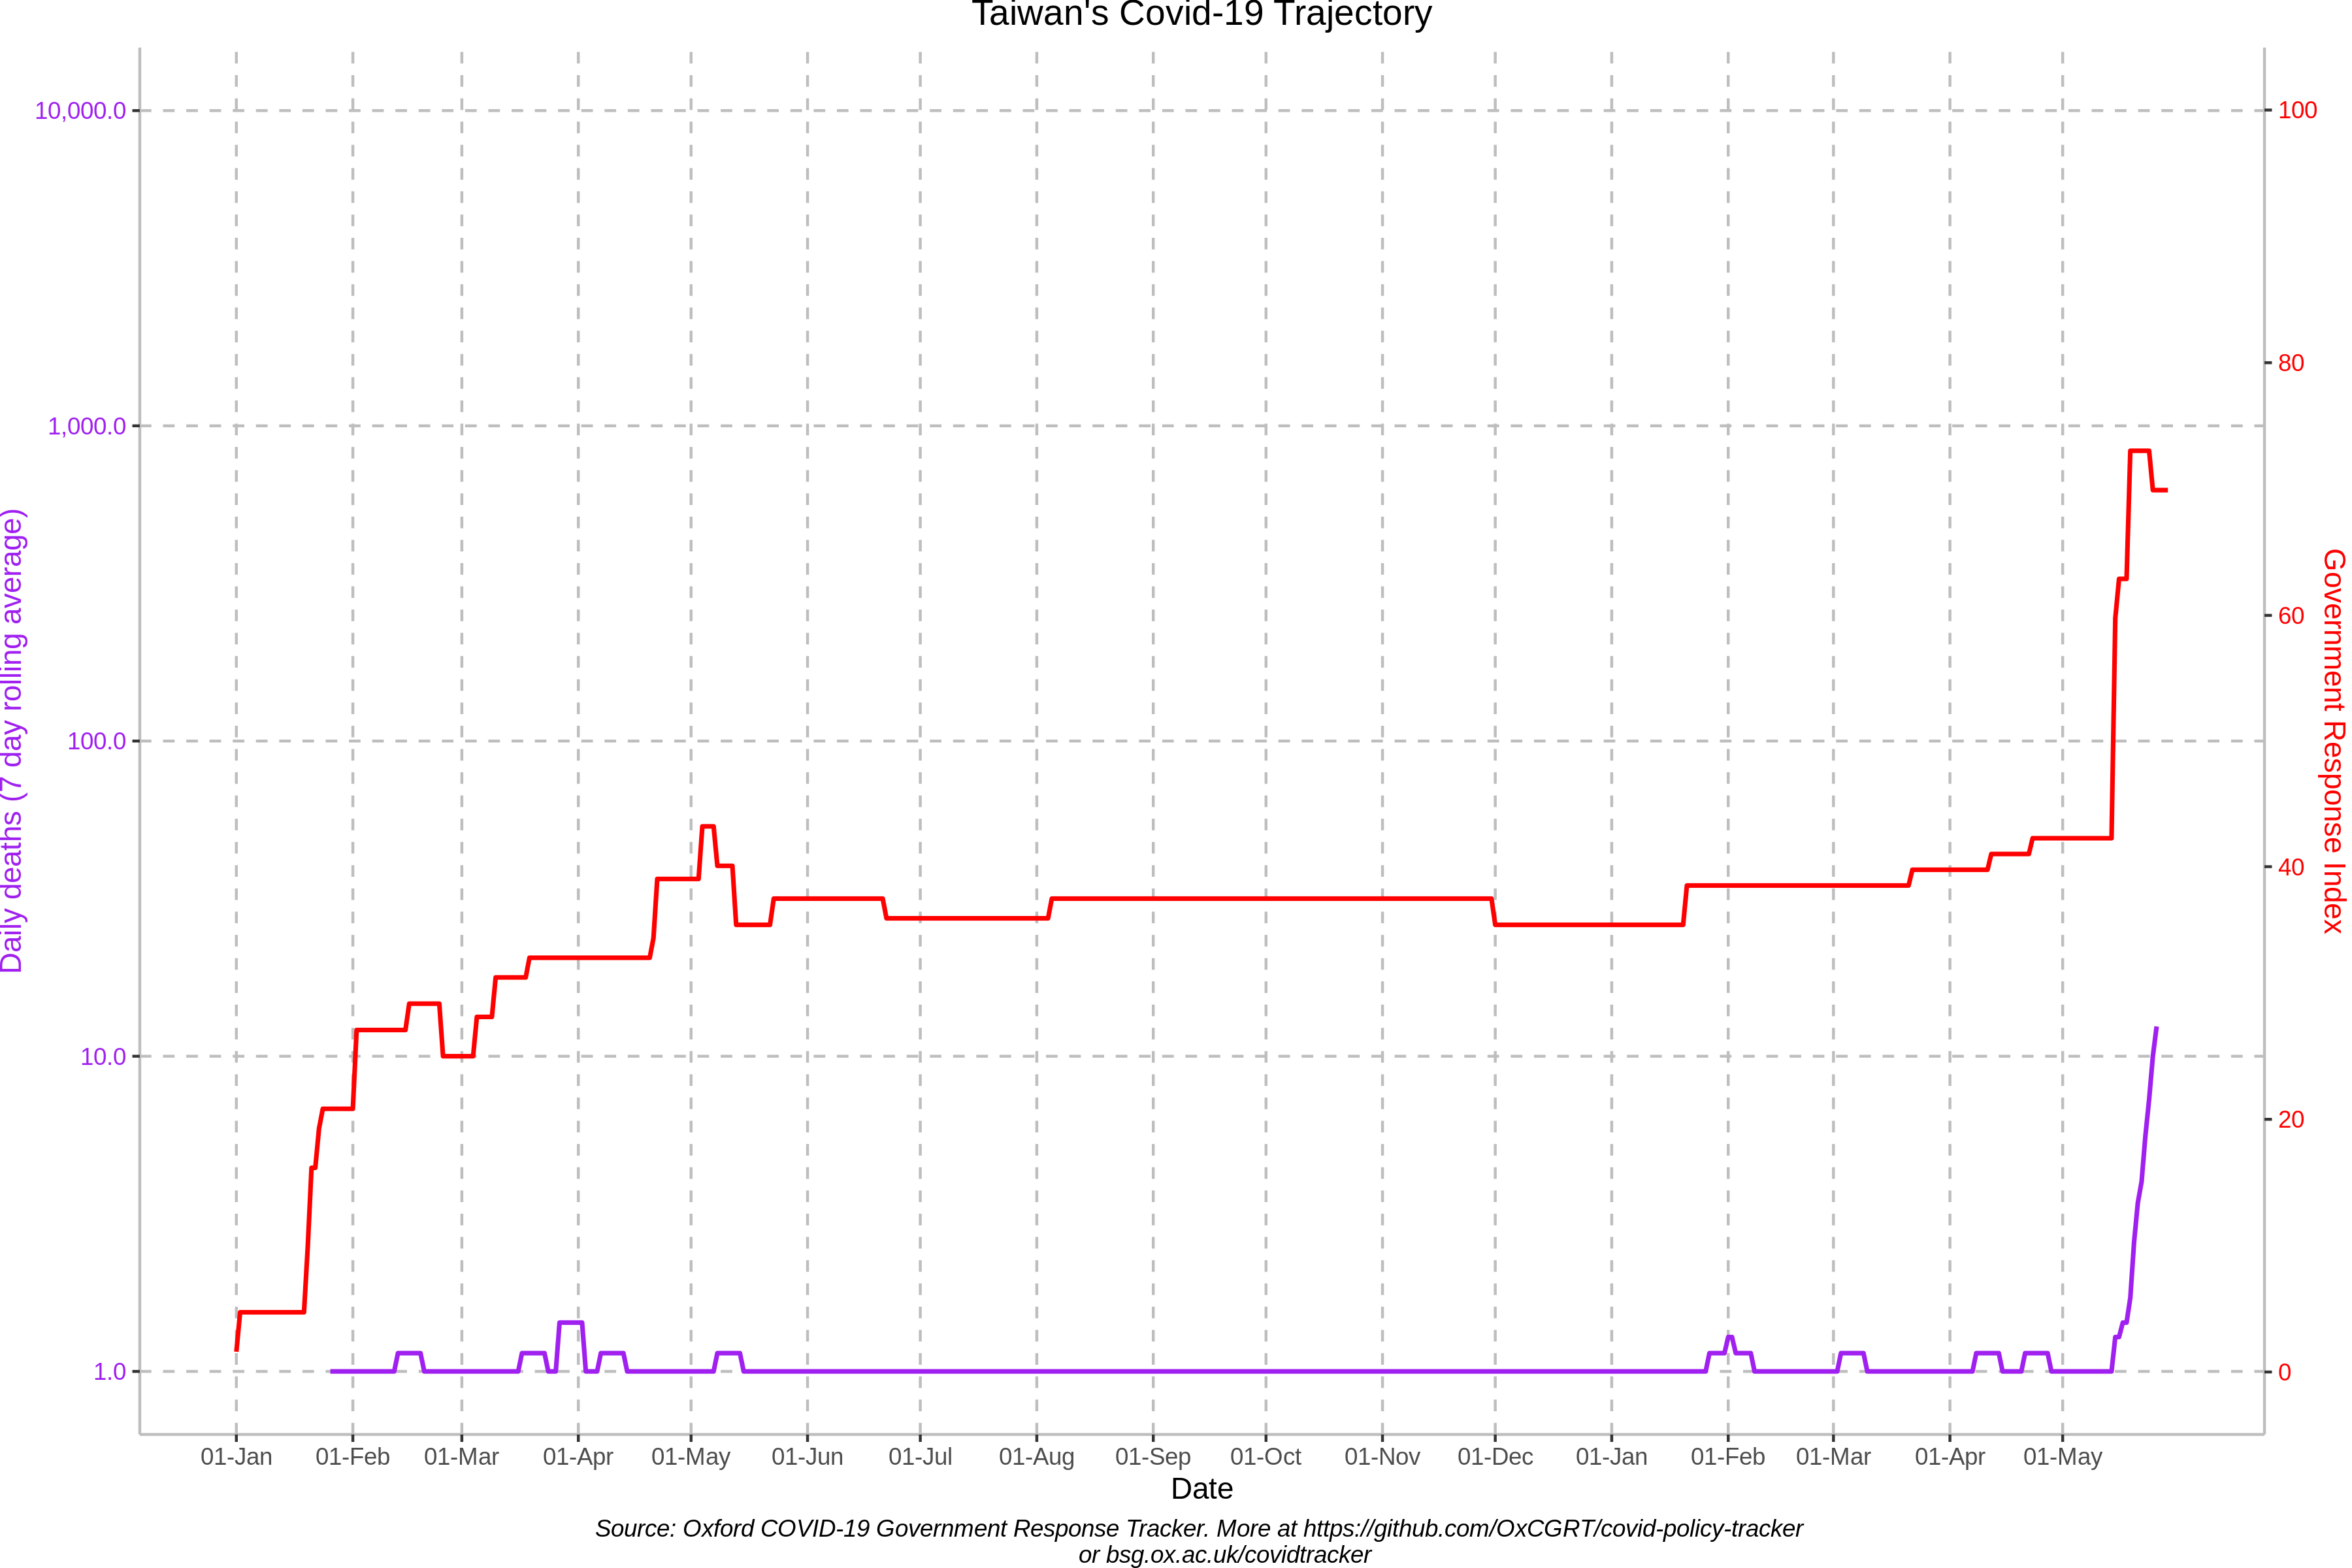 Taiwan's Covid-19 Trajectory
10,000.0
1,000.0
100.0
10.0
1.0
Daily deaths (7 day rolling average)
100
80
60
40
20
0
Government Response Index
01-Jan 01-Feb 01-Mar 01-Apr 01-May 01-Jun 01-Jul 01-Aug 01-Sep 01-Oct 01-Nov 01-Dec 01-Jan 01-Feb 01-Mar 01-Apr 01-May
Date
Source: Oxford COVID-19 Government Response Tracker. More at https://github.com/OxCGRT/covid-policy-tracker
or bsg.ox.ac.uk/covidtracker